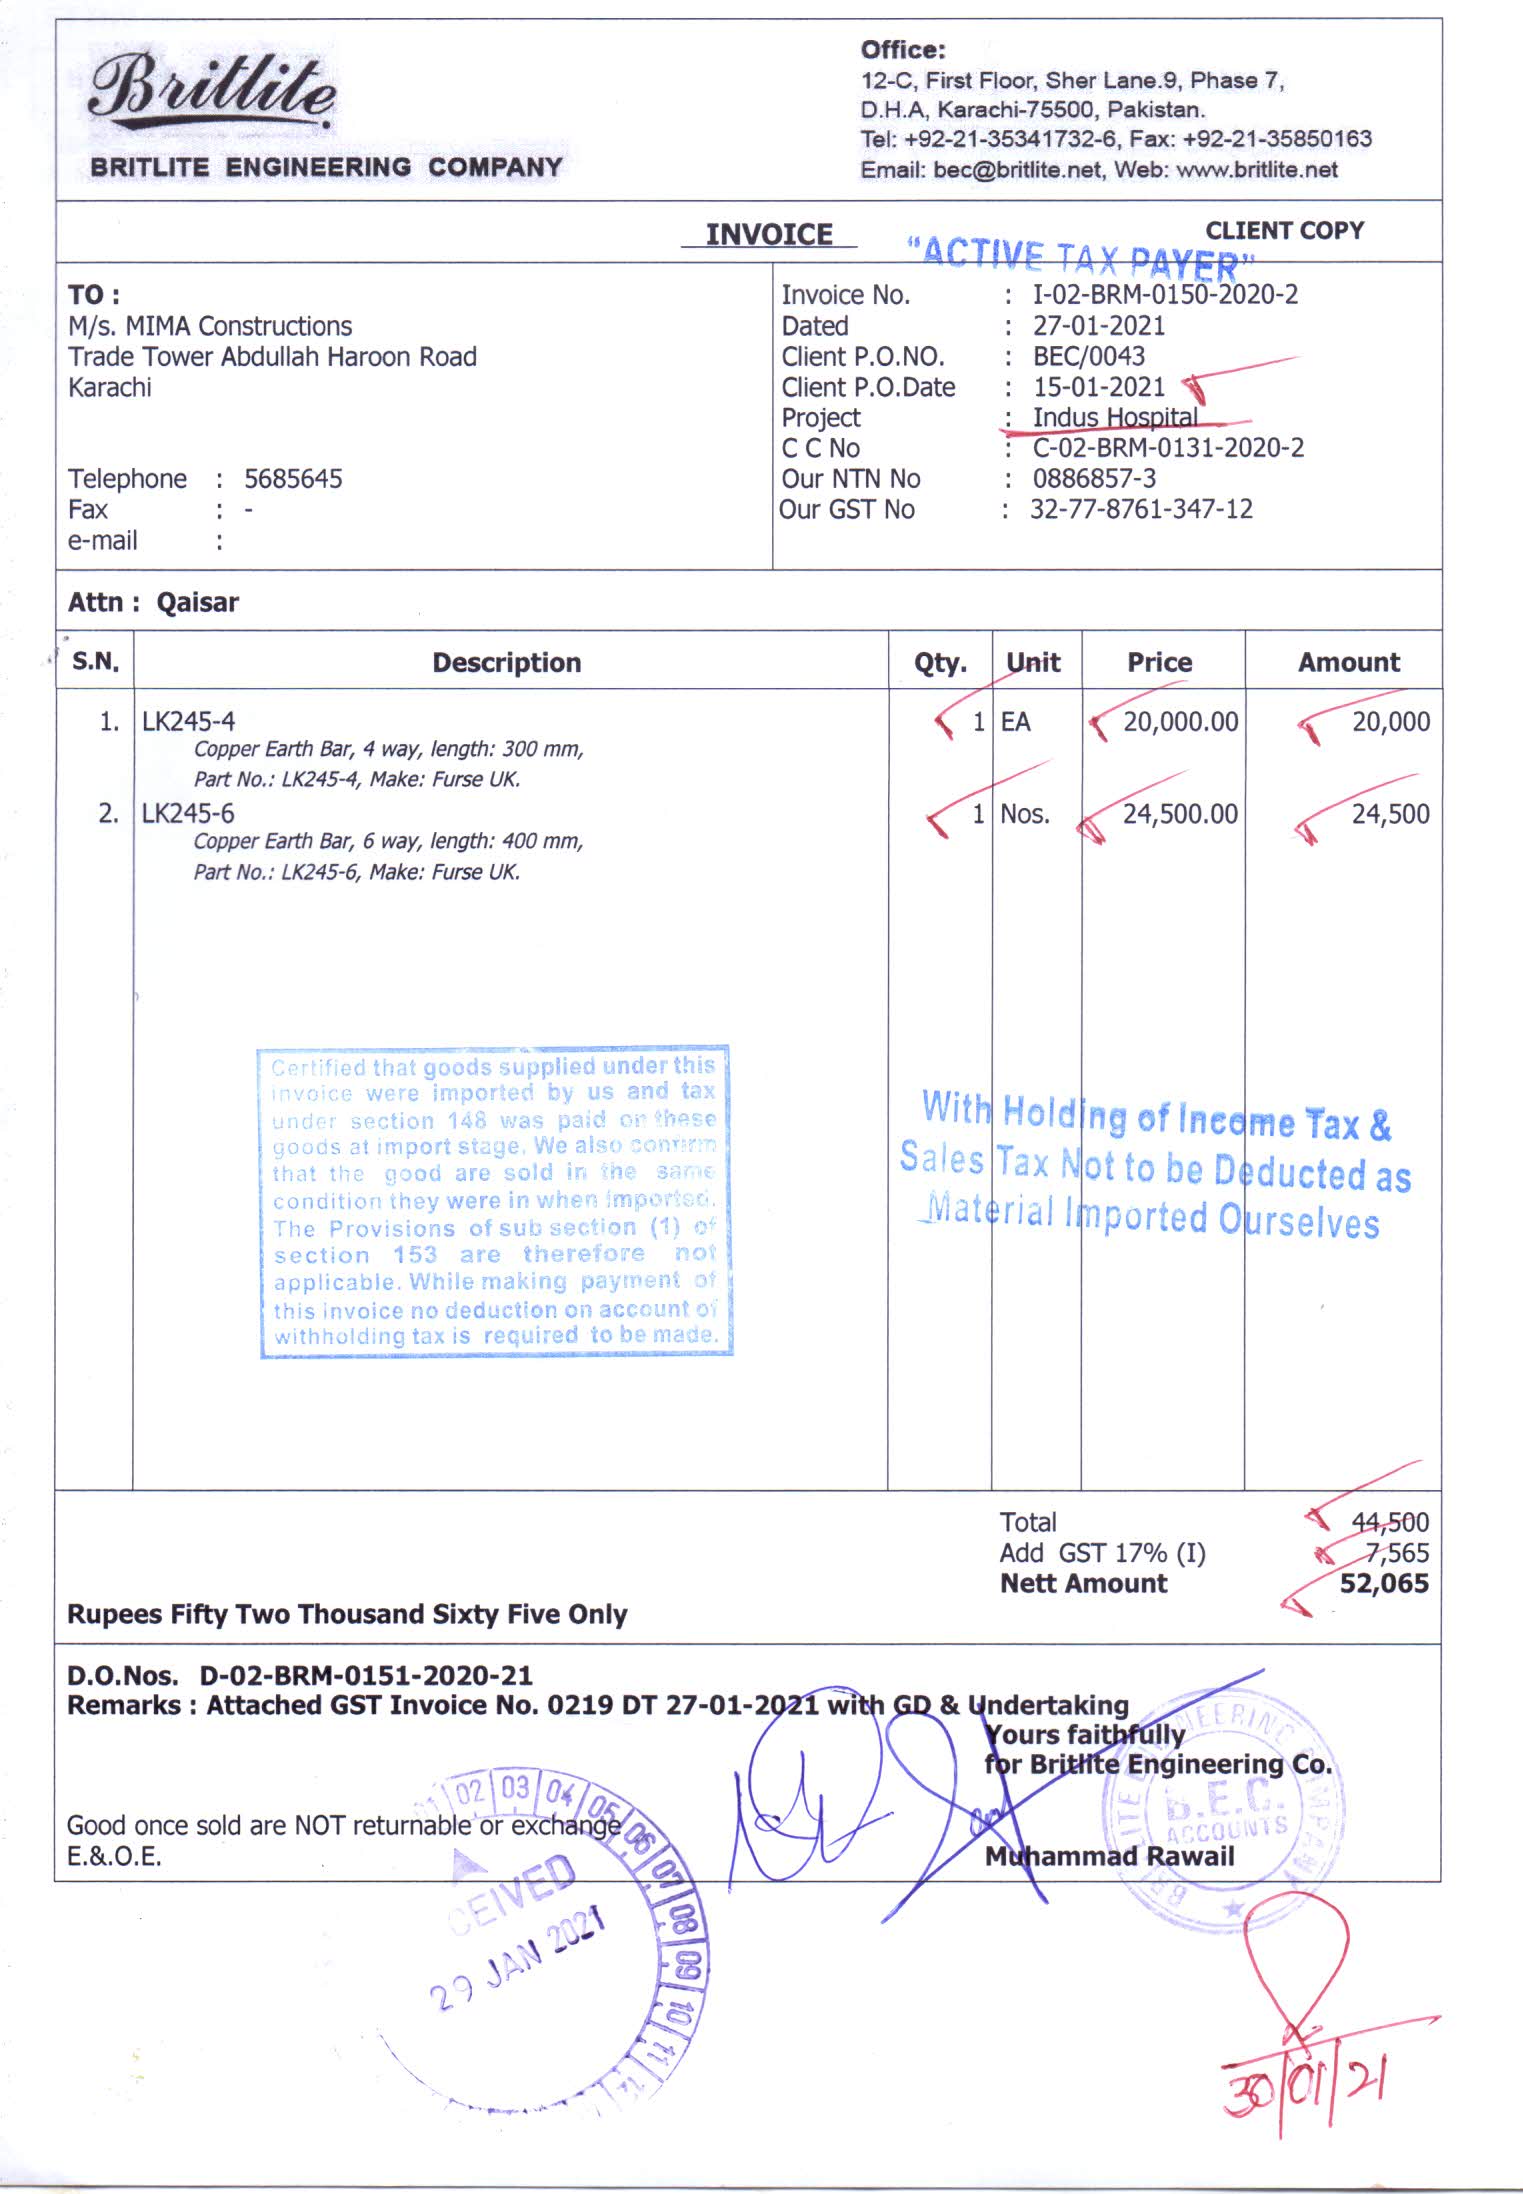 Britlite
BRITLITE ENGINEERING COMPANY
Office:
12-C, First Floor, Sher Lane.9, Phase 7,
D.H.A, Karachi-75500, Pakistan.
Tel: +92-21-35341732-6, Fax: +92-21-35850163
Email: bec@britlite.net, Web: www.britlite.net
INVOICE
CLIENT COPY
"ACTIVE TAX PAYER"
TO :
M/s. MIMA Constructions
Trade Tower Abdullah Haroon Road
Karachi
Telephone : 5685645
Fax : -
e-mail :
Invoice No. : I-02-BRM-0150-2020-2
Dated : 27-01-2021
Client P.O.NO. : BEC/0043
Client P.O.Date : 15-01-2021
Project : Indus Hospital
C C No : C-02-BRM-0131-2020-2
Our NTN No : 0886857-3
Our GST No : 32-77-8761-347-12
Attn : Qaisar
S.N. Description Qty. Unit Price Amount
1. LK245-4 1 EA 20,000.00 20,000
Copper Earth Bar, 4 way, length: 300 mm,
Part No.: LK245-4, Make: Furse UK.
2. LK245-6 1 Nos. 24,500.00 24,500
Copper Earth Bar, 6 way, length: 400 mm,
Part No.: LK245-6, Make: Furse UK.
Certified that goods supplied under this
invoice were imported by us and tax
under section 148 was paid on these
goods at import stage. We also confirm
that the good are sold in the same
condition they were in when imported.
The Provisions of sub section (1) of
section 153 are therefore not
applicable. While making payment of
this invoice no deduction on account of
withholding tax is required to be made.
With Holding of Income Tax &
Sales Tax Not to be Deducted as
Material Imported Ourselves
Total 44,500
Add GST 17% (I) 7,565
Nett Amount 52,065
Rupees Fifty Two Thousand Sixty Five Only
D.O.Nos. D-02-BRM-0151-2020-21
Remarks : Attached GST Invoice No. 0219 DT 27-01-2021 with GD & Undertaking
Yours faithfully
for Britlite Engineering Co.
Good once sold are NOT returnable or exchange
E.&.O.E.
Muhammad Rawail
B.E.C.
ACCOUNTS
01 02 03 04 05 06 07 08 09 10 11 12
CEIVED
29 JAN 2021
30/01/21